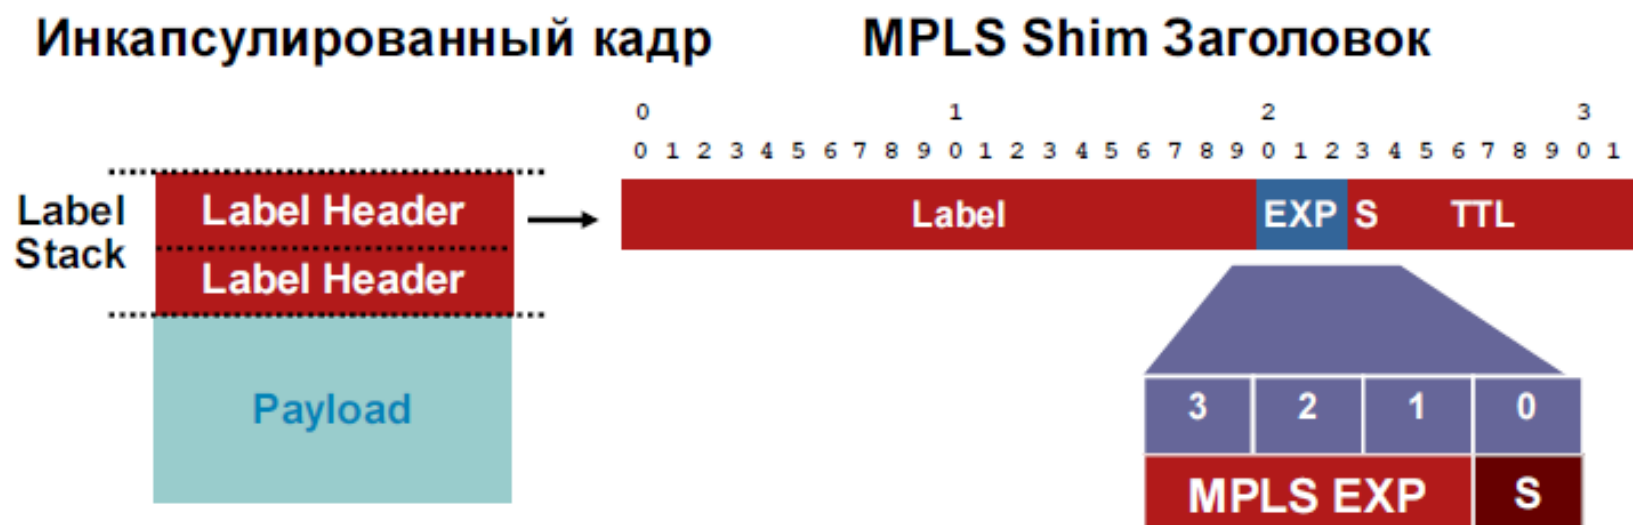 Инкапсулированный кадр
MPLS Shim Заголовок
0 1 2 3
0 1 2 3 4 5 6 7 8 9 0 1 2 3 4 5 6 7 8 9 0 1 2 3 4 5 6 7 8 9 0 1
Label
Stack
Label Header
Label Header
Payload
Label EXP S TTL
3 2 1 0
MPLS EXP S